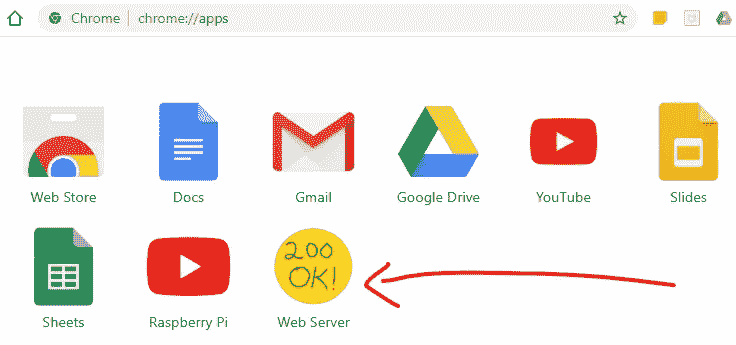 Chrome chrome://apps
Web Store Docs Gmail Google Drive YouTube Slides
200
OK!
Sheets Raspberry Pi Web Server